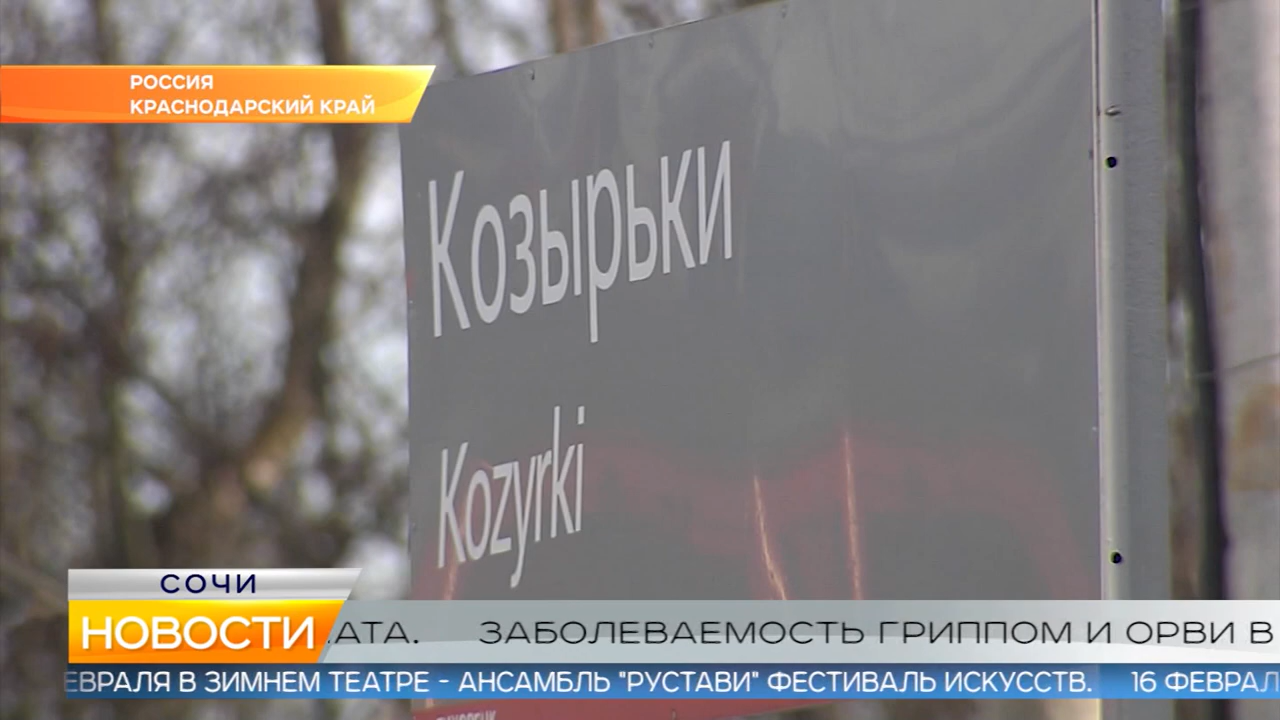 РОССИЯ
КРАСНОДАРСКИЙ КРАЙ
Козырьки
Kozyrki
СОЧИ
НОВОСТИ
АТА. ЗАБОЛЕВАЕМОСТЬ ГРИППОМ И ОРВИ В
ЕВРАЛЯ В ЗИМНЕМ ТЕАТРЕ - АНСАМБЛЬ "РУСТАВИ" ФЕСТИВАЛЬ ИСКУССТВ. 16 ФЕВРАЛ